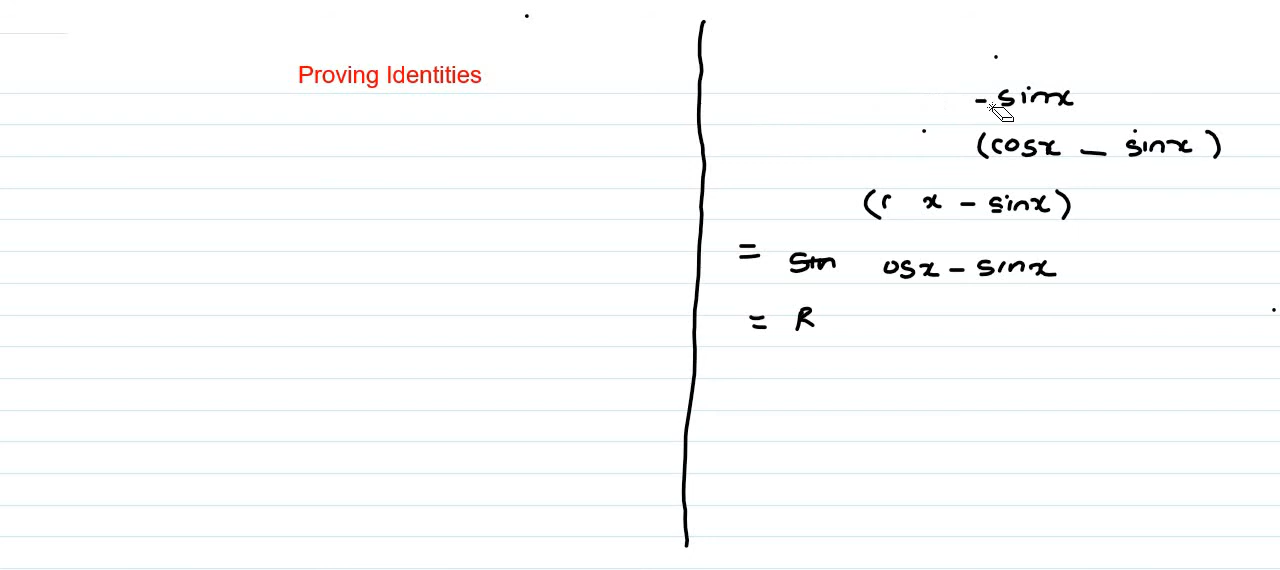 Proving Identities
- sinx
(cosx - sinx)
( x - sinx)
= sin osx - sinx
= R